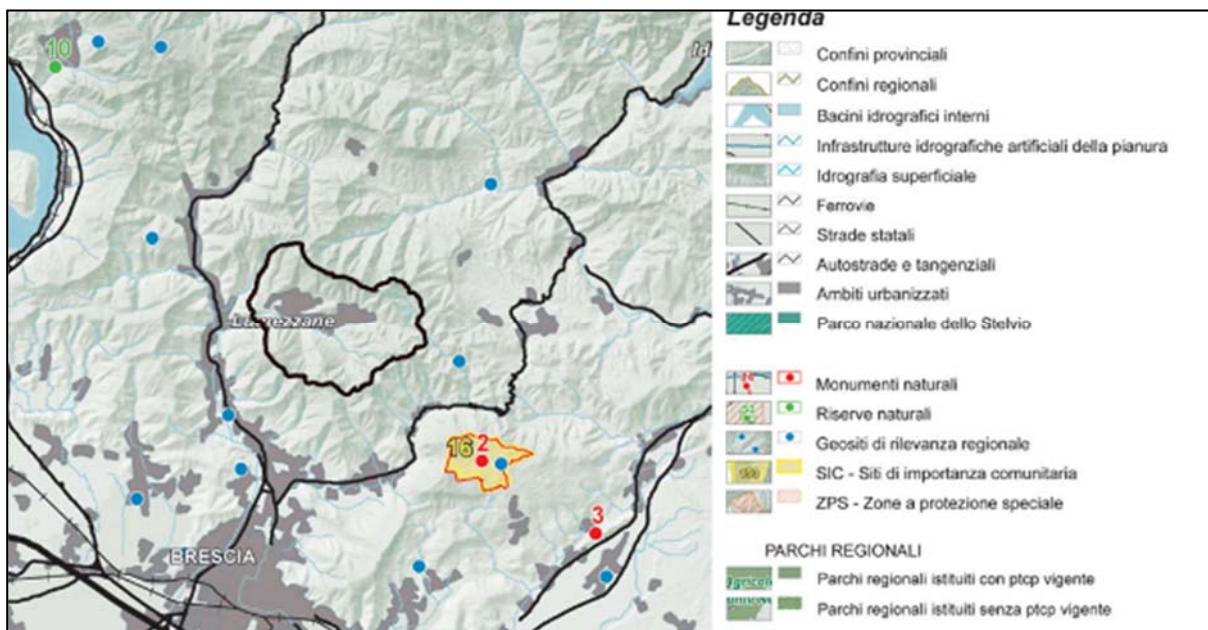 10
Id
Lumezzane
16
2
3
BRESCIA
Legenda
Confini provinciali
Confini regionali
Bacini idrografici interni
Infrastrutture idrografiche artificiali della pianura
Idrografia superficiale
Ferrovie
Strade statali
Autostrade e tangenziali
Ambiti urbanizzati
Parco nazionale dello Stelvio
Monumenti naturali
Riserve naturali
Geositi di rilevanza regionale
SIC - Siti di importanza comunitaria
ZPS - Zone a protezione speciale
PARCHI REGIONALI
Parchi regionali istituiti con ptcp vigente
Parchi regionali istituiti senza ptcp vigente